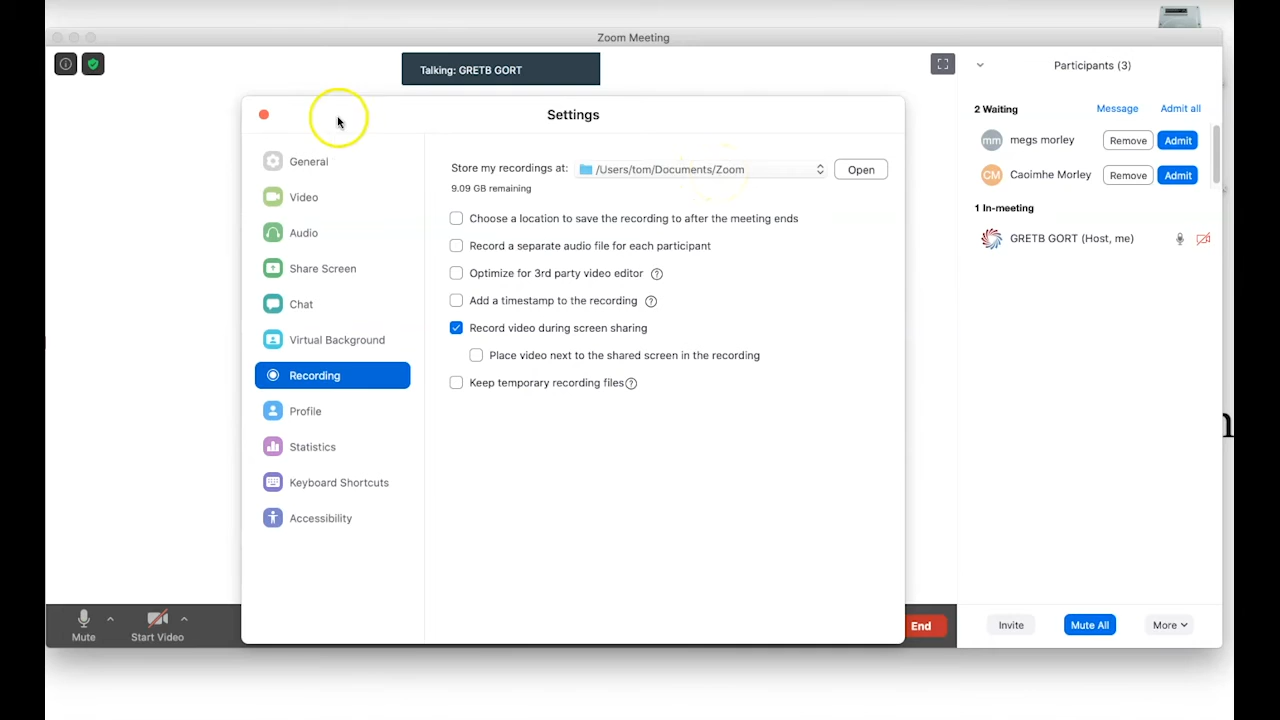 Zoom Meeting
Talking: GRETB GORT
Participants (3)
Settings
2 Waiting
Message
Admit all
mm
megs morley
Remove
Admit
CM
Caoimhe Morley
Remove
Admit
1 In-meeting
GRETB GORT (Host, me)
General
Video
Audio
Share Screen
Chat
Virtual Background
Recording
Profile
Statistics
Keyboard Shortcuts
Accessibility
Store my recordings at:
/Users/tom/Documents/Zoom
Open
9.09 GB remaining
Choose a location to save the recording to after the meeting ends
Record a separate audio file for each participant
Optimize for 3rd party video editor ?
Add a timestamp to the recording ?
Record video during screen sharing
Place video next to the shared screen in the recording
Keep temporary recording files ?
Mute
Start Video
End
Invite
Mute All
More